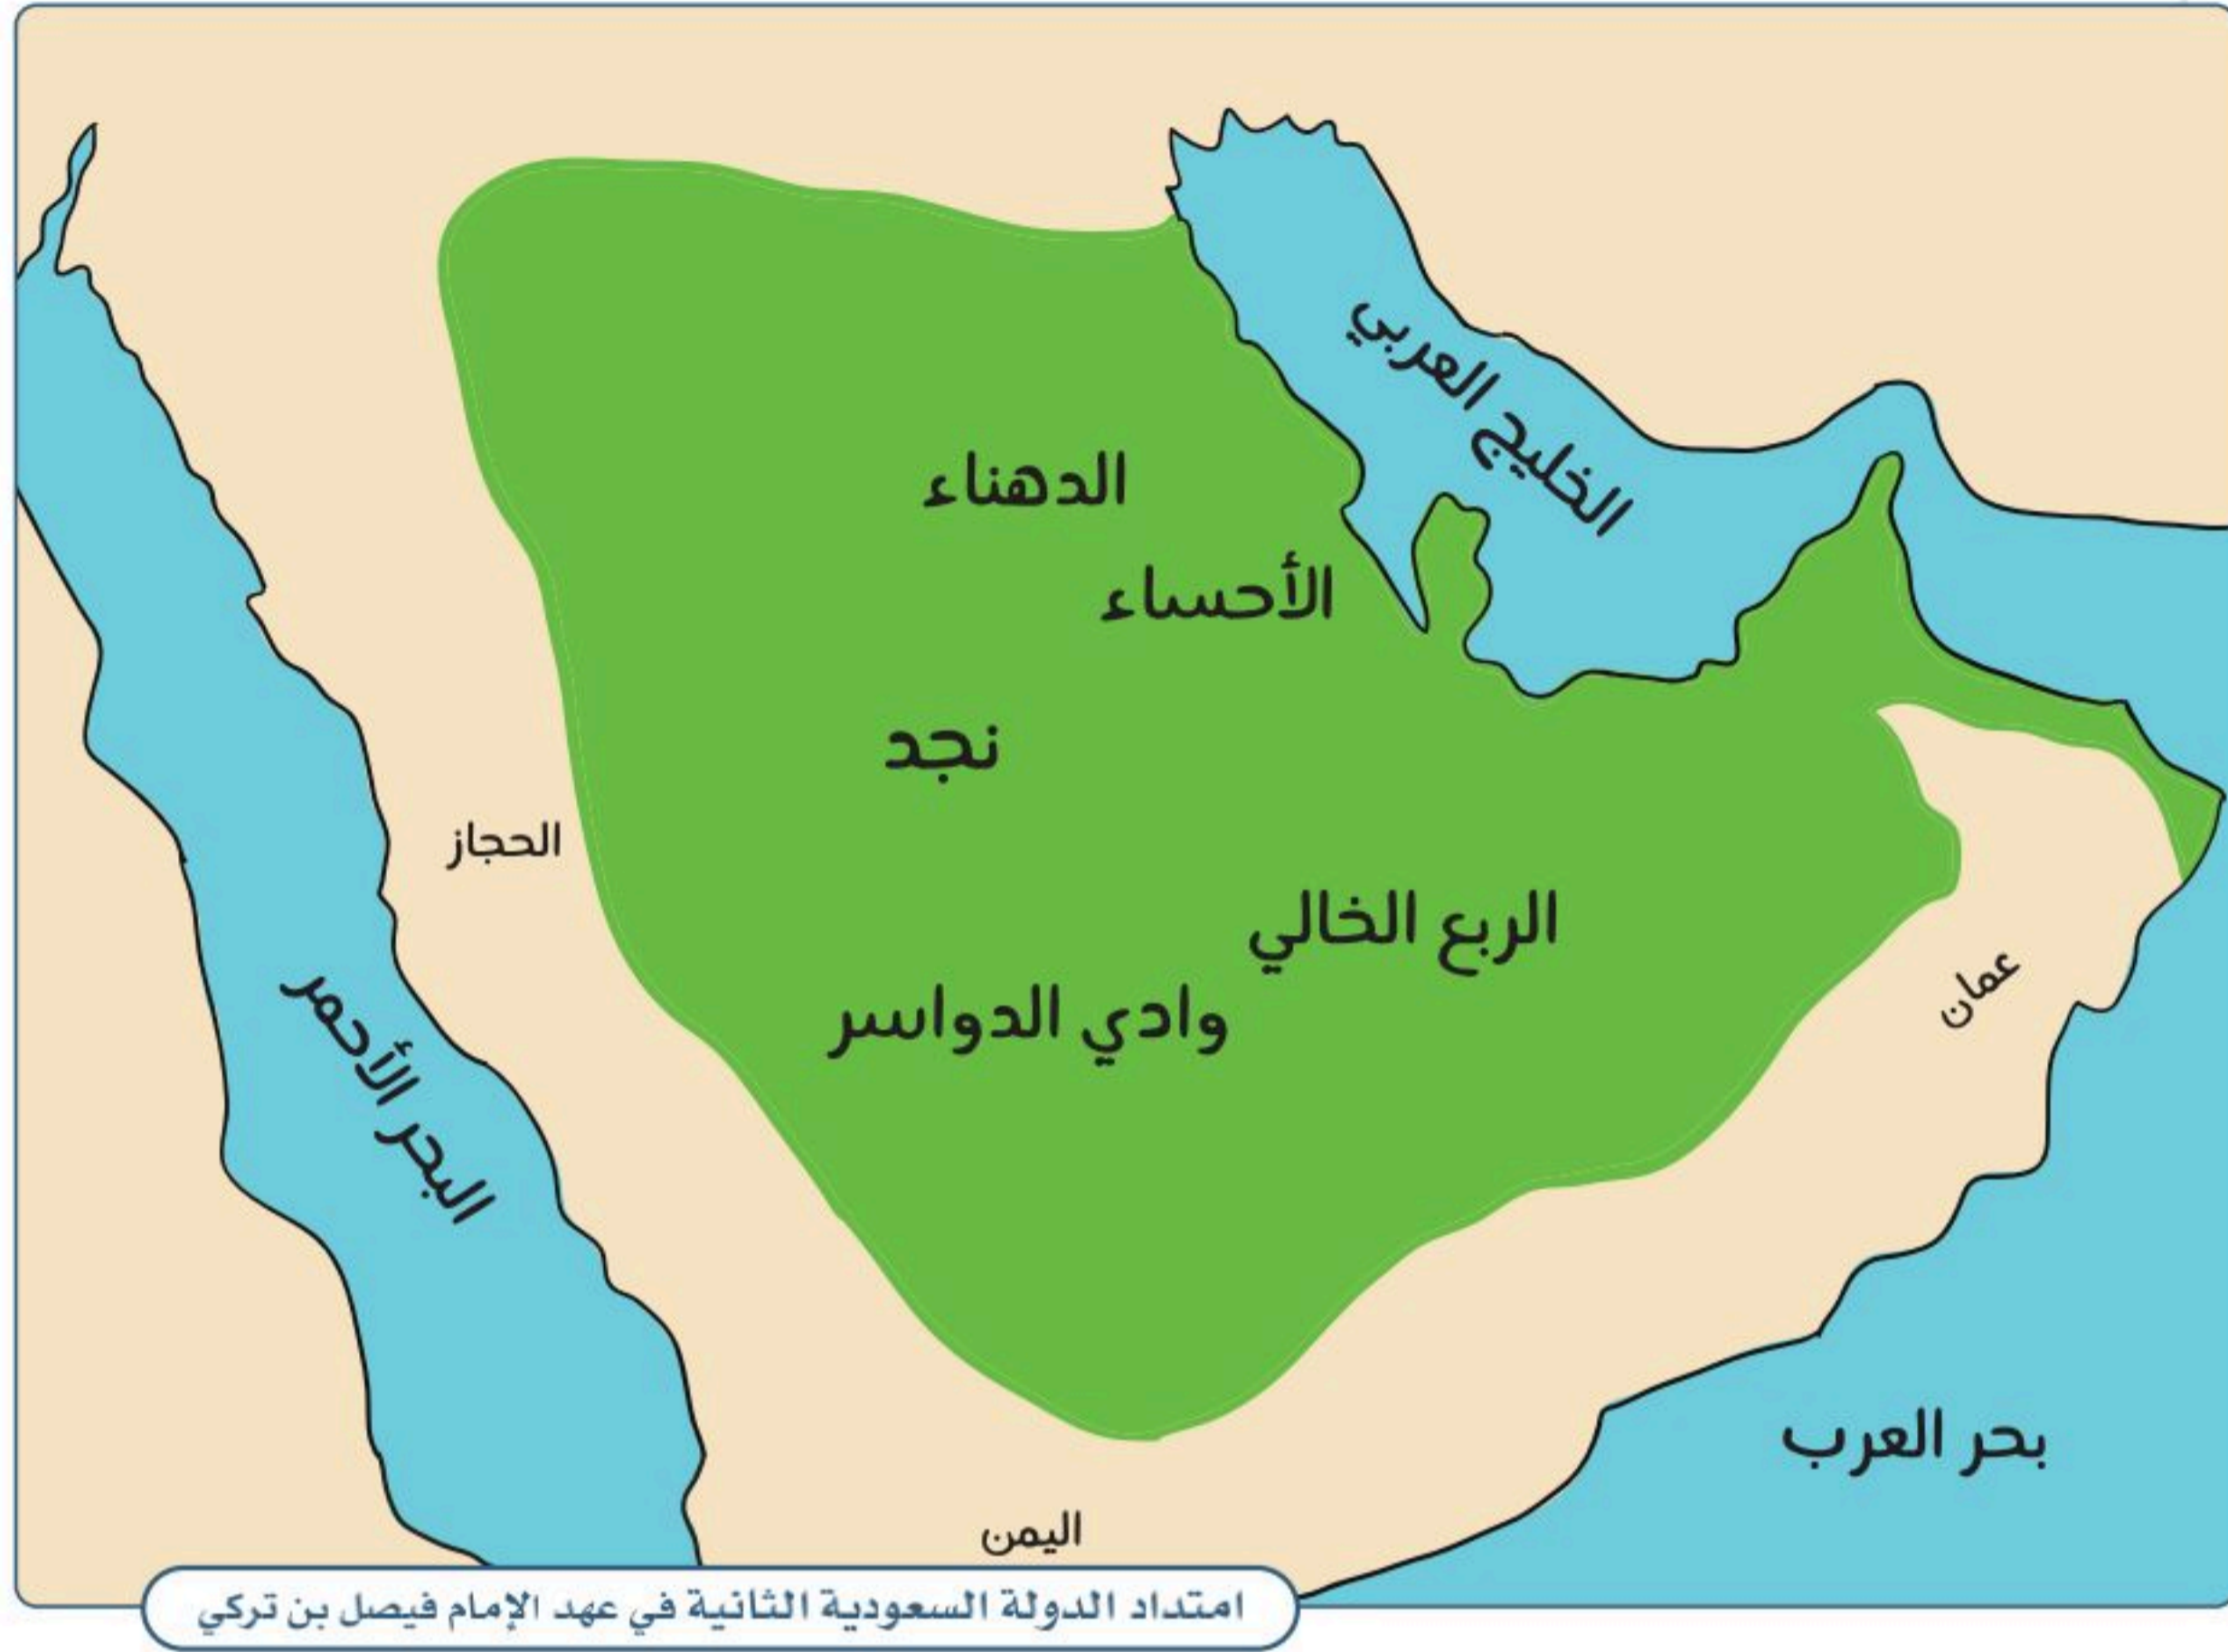 الخليج العربي
الدهناء
الأحساء
نجد
الحجاز
الربع الخالي
عمان
وادي الدواسر
البحر الأحمر
بحر العرب
اليمن
امتداد الدولة السعودية الثانية في عهد الإمام فيصل بن تركي